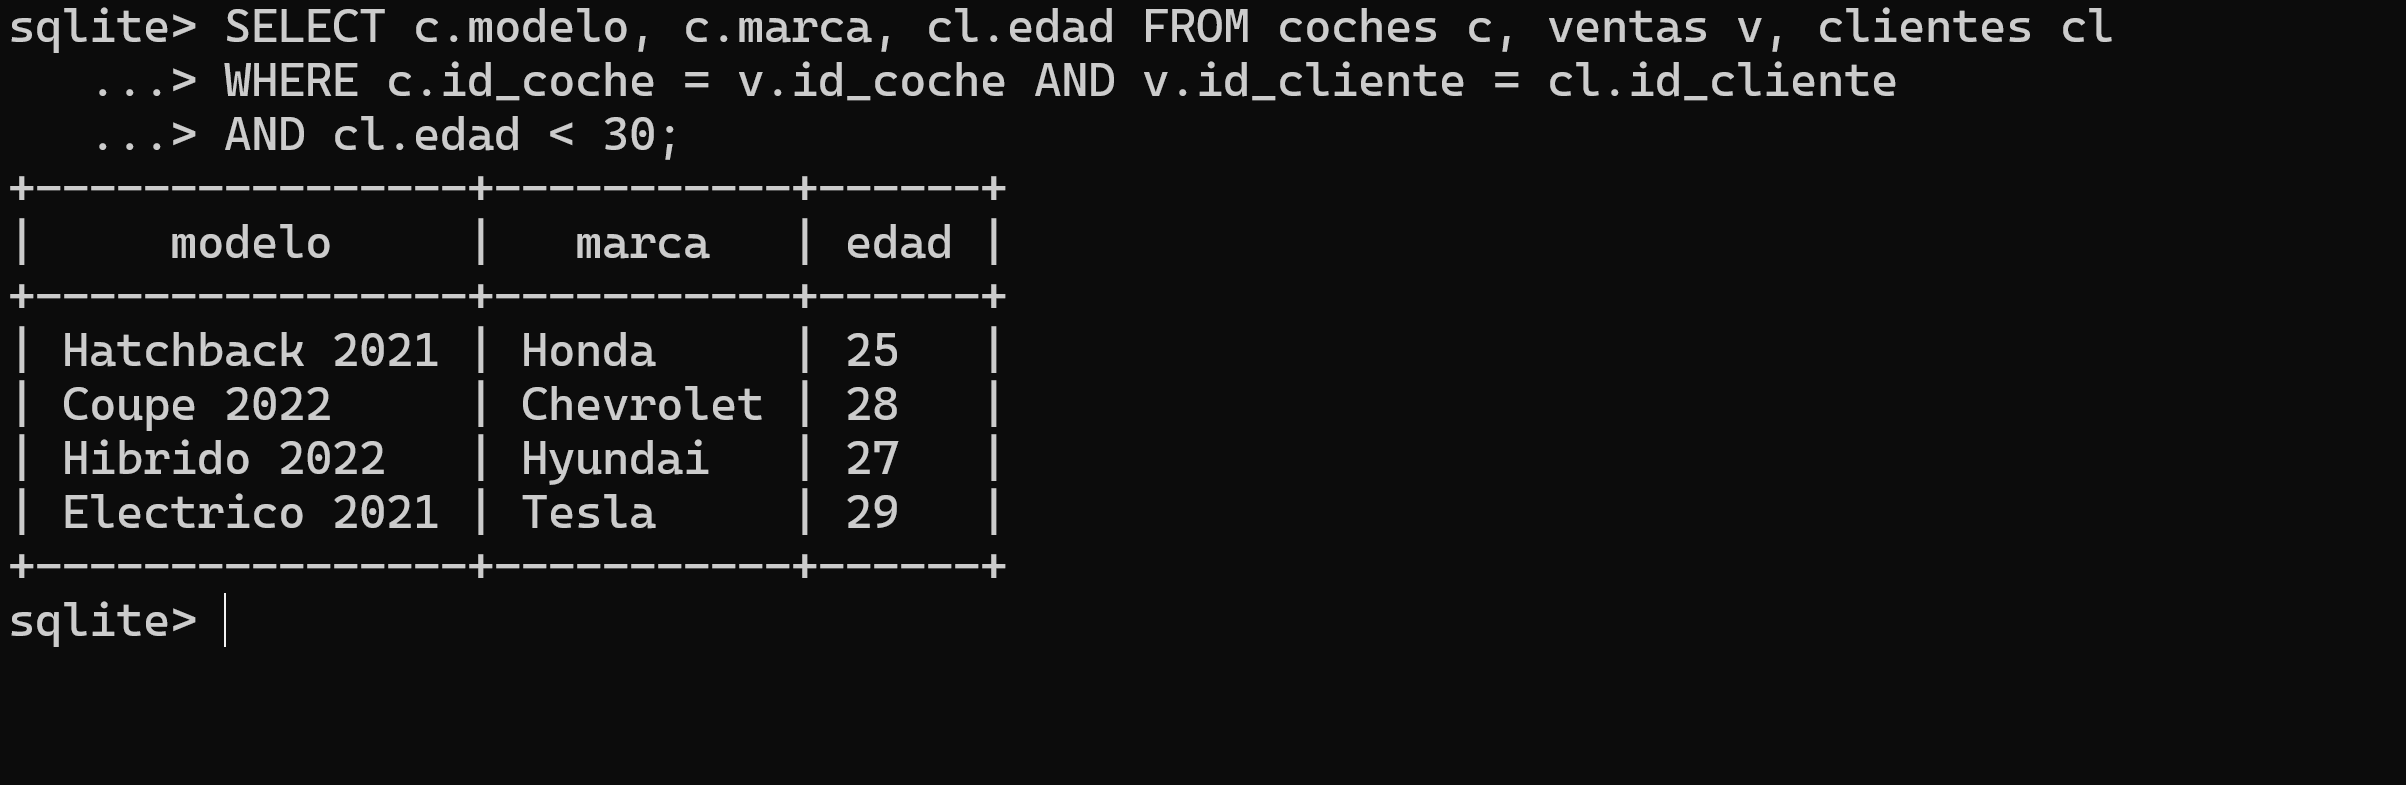 sqlite> SELECT c.modelo, c.marca, cl.edad FROM coches c, ventas v, clientes cl
   ...> WHERE c.id_coche = v.id_coche AND v.id_cliente = cl.id_cliente
   ...> AND cl.edad < 30;
+----------------+-----------+------+
|     modelo     |   marca   | edad |
+----------------+-----------+------+
| Hatchback 2021 | Honda     | 25   |
| Coupe 2022     | Chevrolet | 28   |
| Hibrido 2022   | Hyundai   | 27   |
| Electrico 2021 | Tesla     | 29   |
+----------------+-----------+------+
sqlite>